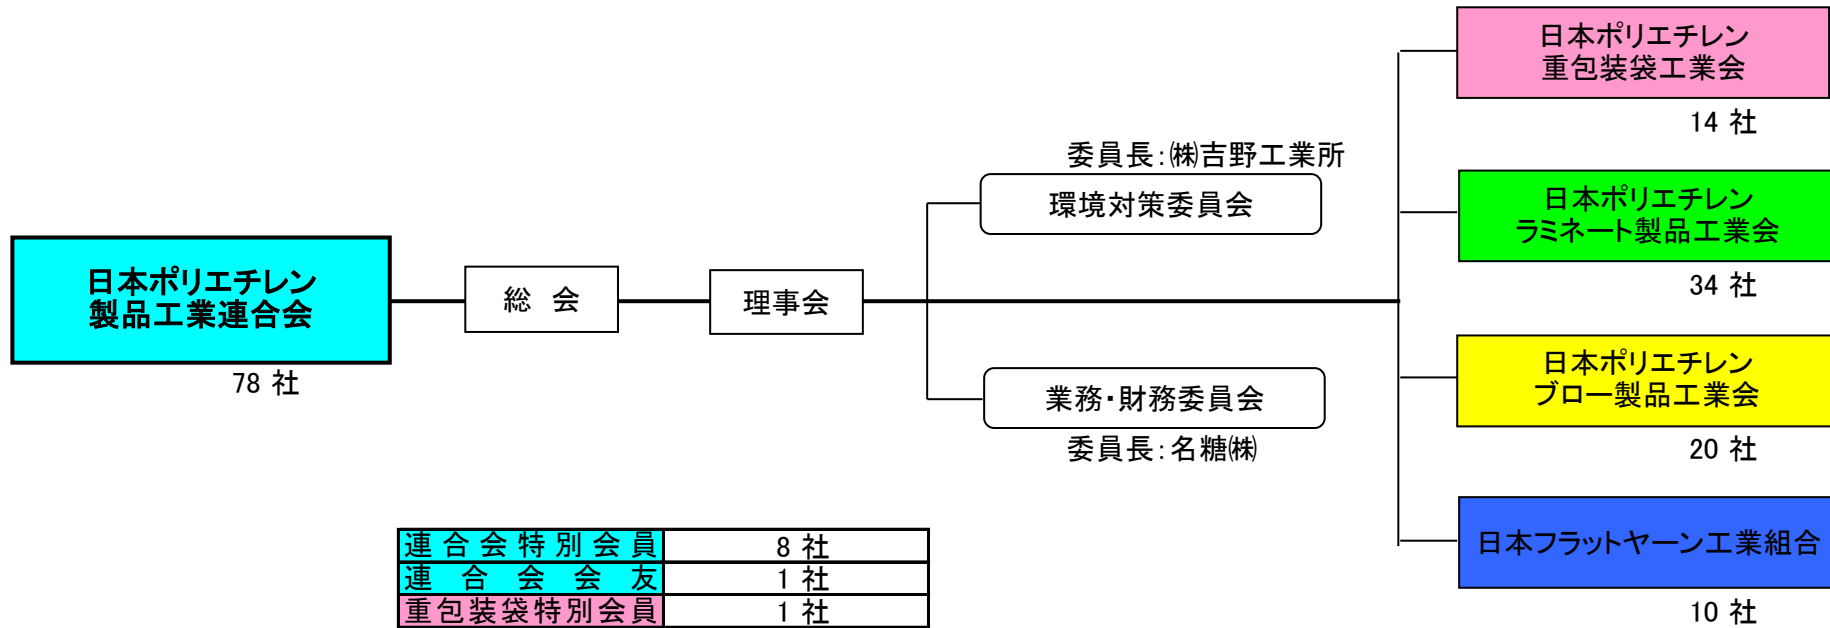 日本ポリエチレン
製品工業連合会
78 社
総 会
理事会
委員長:㈱吉野工業所
環境対策委員会
業務・財務委員会
委員長:名糖㈱
日本ポリエチレン
重包装袋工業会
14 社
日本ポリエチレン
ラミネート製品工業会
34 社
日本ポリエチレン
ブロー製品工業会
20 社
日本フラットヤーン工業組合
10 社
連合会特別会員 8 社
連合会会友 1 社
重包装袋特別会員 1 社